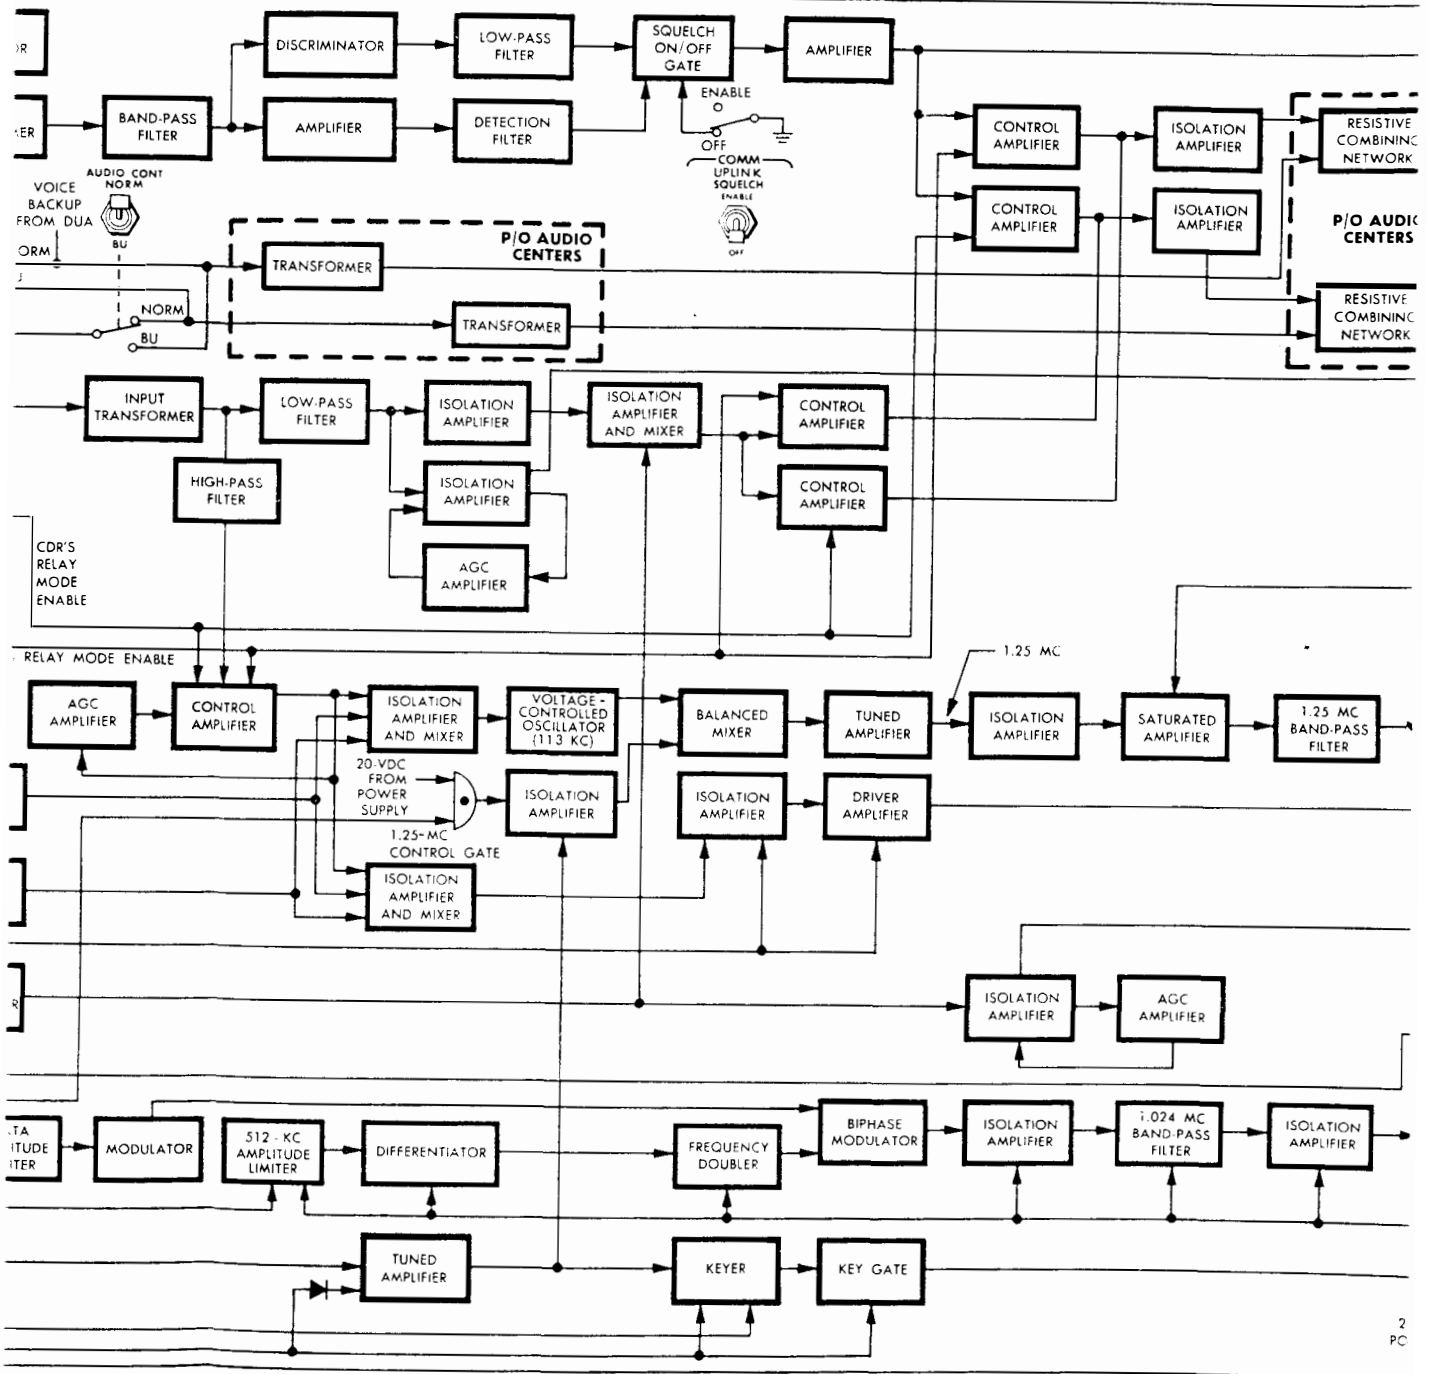 DISCRIMINATOR
LOW-PASS
FILTER
SQUELCH
ON/OFF
GATE
AMPLIFIER
BAND-PASS
FILTER
AMPLIFIER
DETECTION
FILTER
ENABLE
OFF
COMM
UPLINK
SQUELCH
ENABLE
OFF
CONTROL
AMPLIFIER
ISOLATION
AMPLIFIER
RESISTIVE
COMBINING
NETWORK
CONTROL
AMPLIFIER
ISOLATION
AMPLIFIER
P/O AUDIO
CENTERS
RESISTIVE
COMBINING
NETWORK
AUDIO CONT
NORM
BU
VOICE
BACKUP
FROM DUA
ORM
NORM
BU
P/O AUDIO
CENTERS
TRANSFORMER
TRANSFORMER
INPUT
TRANSFORMER
LOW-PASS
FILTER
ISOLATION
AMPLIFIER
ISOLATION
AMPLIFIER
AND MIXER
CONTROL
AMPLIFIER
HIGH-PASS
FILTER
ISOLATION
AMPLIFIER
CONTROL
AMPLIFIER
AGC
AMPLIFIER
CDR'S
RELAY
MODE
ENABLE
RELAY MODE ENABLE
1.25 MC
AGC
AMPLIFIER
CONTROL
AMPLIFIER
ISOLATION
AMPLIFIER
AND MIXER
VOLTAGE-
CONTROLLED
OSCILLATOR
(113 KC)
BALANCED
MIXER
TUNED
AMPLIFIER
ISOLATION
AMPLIFIER
SATURATED
AMPLIFIER
1.25 MC
BAND-PASS
FILTER
20-VDC
FROM
POWER
SUPPLY
1.25-MC
CONTROL GATE
ISOLATION
AMPLIFIER
ISOLATION
AMPLIFIER
DRIVER
AMPLIFIER
ISOLATION
AMPLIFIER
AND MIXER
ISOLATION
AMPLIFIER
AGC
AMPLIFIER
MODULATOR
512-KC
AMPLITUDE
LIMITER
DIFFERENTIATOR
FREQUENCY
DOUBLER
BIPHASE
MODULATOR
ISOLATION
AMPLIFIER
1.024 MC
BAND-PASS
FILTER
ISOLATION
AMPLIFIER
TUNED
AMPLIFIER
KEYER
KEY GATE
2